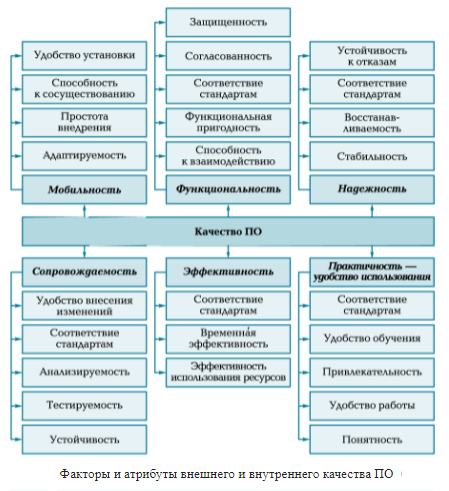 Защищенность
Удобство установки
Способность
к сосуществованию
Простота
внедрения
Адаптируемость
Мобильность
Согласованность
Соответствие
стандартам
Функциональная
пригодность
Способность
к взаимодействию
Функциональность
Устойчивость
к отказам
Соответствие
стандартам
Восстана-
вливаемость
Стабильность
Надежность
Качество ПО
Сопровождаемость
Удобство внесения
изменений
Соответствие
стандартам
Анализируемость
Тестируемость
Устойчивость
Эффективность
Соответствие
стандартам
Временная
эффективность
Эффективность
использования ресурсов
Практичность —
удобство использования
Соответствие
стандартам
Удобство обучения
Привлекательность
Удобство работы
Понятность
Факторы и атрибуты внешнего и внутреннего качества ПО